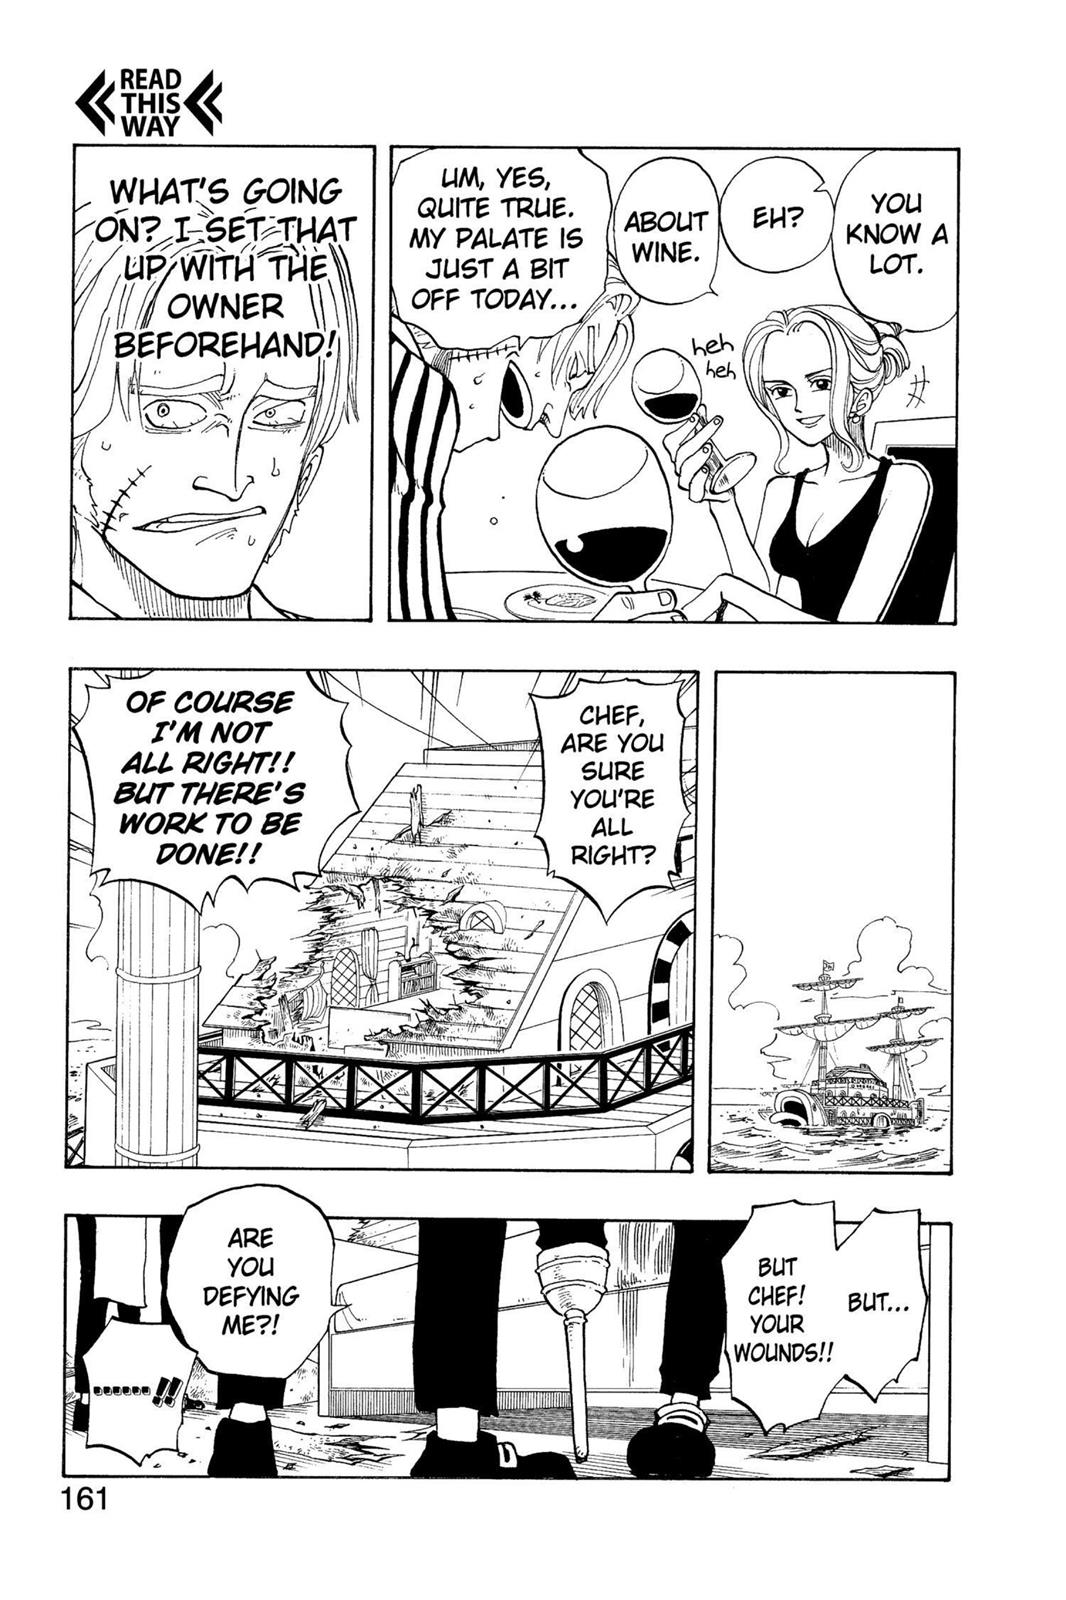 READ
THIS
WAY
YOU
KNOW A
LOT.
EH?
ABOUT
WINE.
UM, YES,
QUITE TRUE.
MY PALATE IS
JUST A BIT
OFF TODAY...
heh
heh
WHAT'S GOING
ON? I SET THAT
UP WITH THE
OWNER
BEFOREHAND!
CHEF,
ARE YOU
SURE
YOU'RE
ALL
RIGHT?
OF COURSE
I'M NOT
ALL RIGHT!!
BUT THERE'S
WORK TO BE
DONE!!
BUT...
BUT
CHEF!
YOUR
WOUNDS!!
ARE
YOU
DEFYING
ME?!
......!!
161